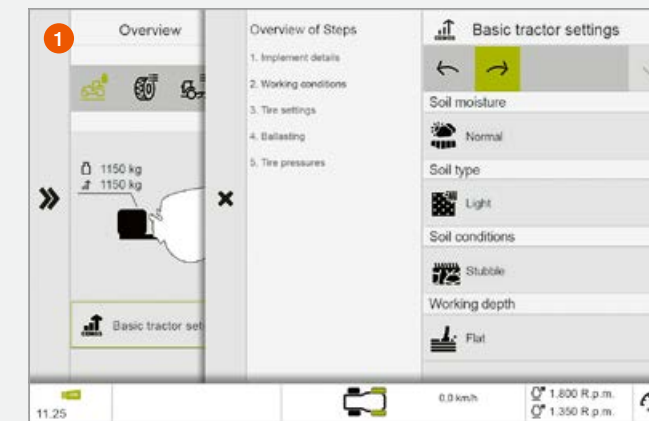 1
Overview
1150 kg
1150 kg
Basic tractor set
Overview of Steps
1. Implement details
2. Working conditions
3. Tire settings
4. Ballasting
5. Tire pressures
Basic tractor settings
Soil moisture
Normal
Soil type
Light
Soil conditions
Stubble
Working depth
Flat
11.25
0,0 km/h
1.800 R.p.m.
1.350 R.p.m.